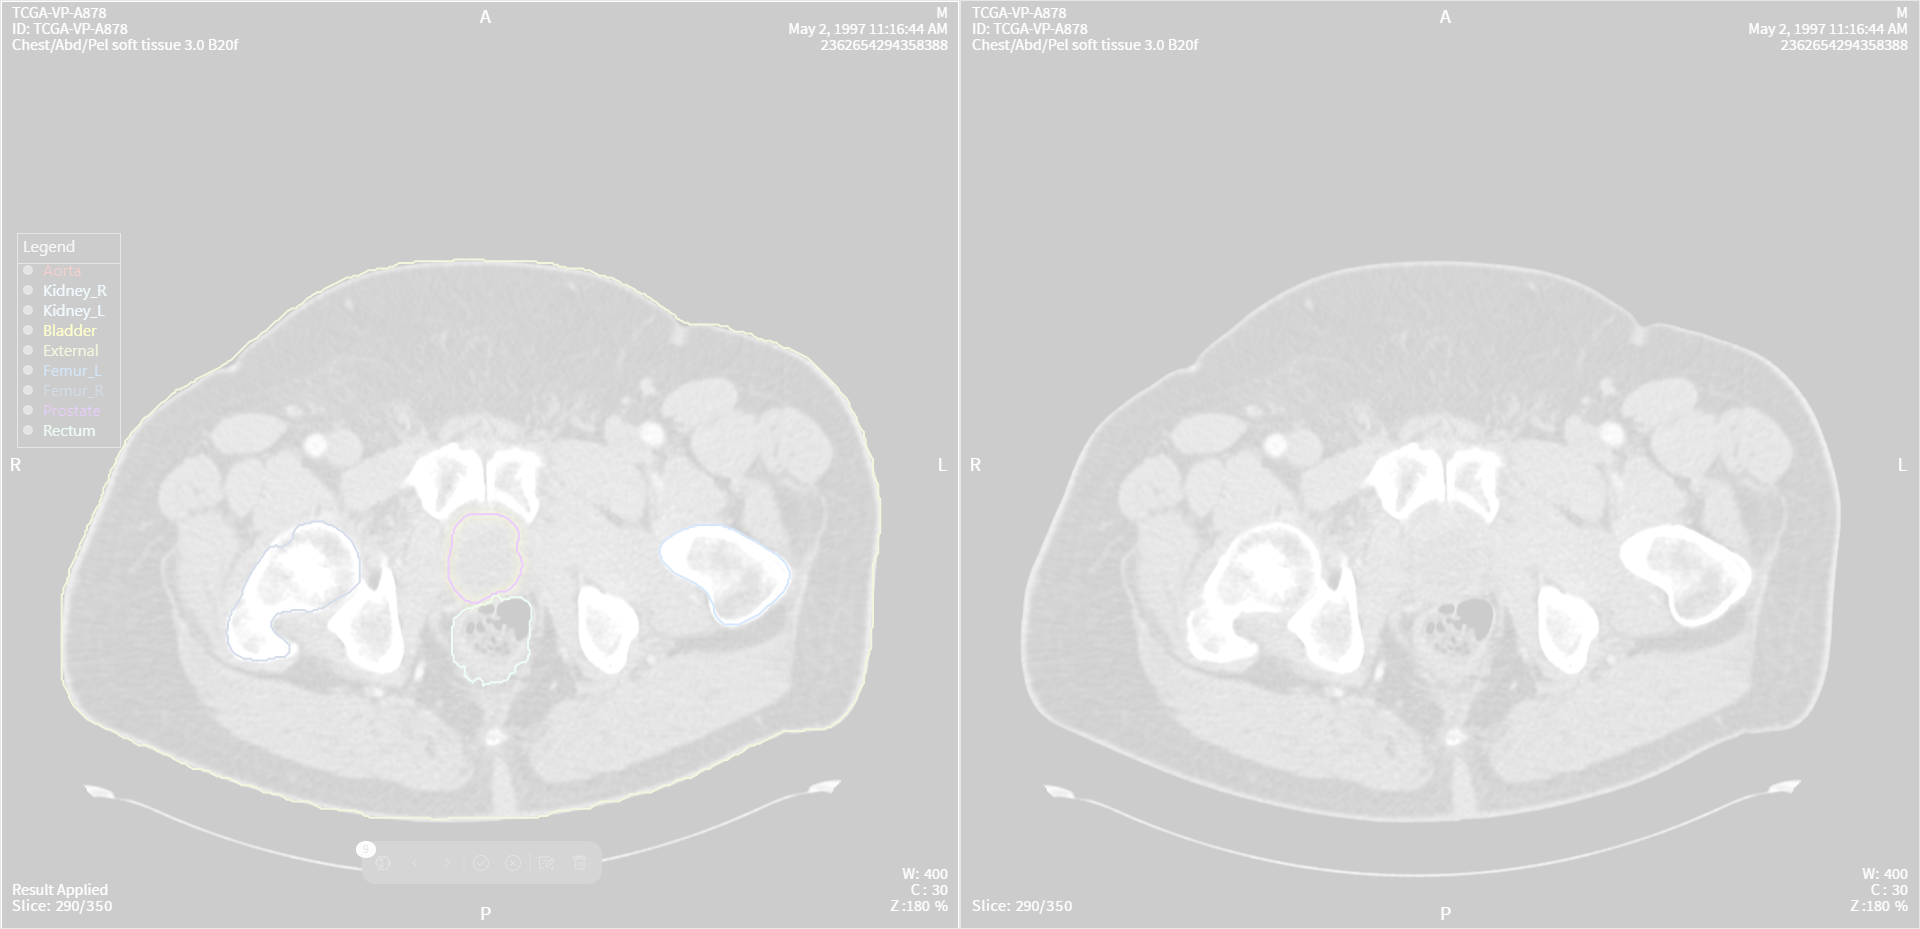 TCGA-VP-A878
ID: TCGA-VP-A878
Chest/Abd/Pel soft tissue 3.0 B20f
A
M
May 2, 1997 11:16:44 AM
2362654294358388
Legend
Aorta
Kidney_R
Kidney_L
Bladder
External
Femur_L
Femur_R
Prostate
Rectum
R
L
9
Result Applied
Slice: 290/350
P
W: 400
C: 30
Z:180 %
TCGA-VP-A878
ID: TCGA-VP-A878
Chest/Abd/Pel soft tissue 3.0 B20f
A
M
May 2, 1997 11:16:44 AM
2362654294358388
R
L
Slice: 290/350
P
W: 400
C: 30
Z:180 %